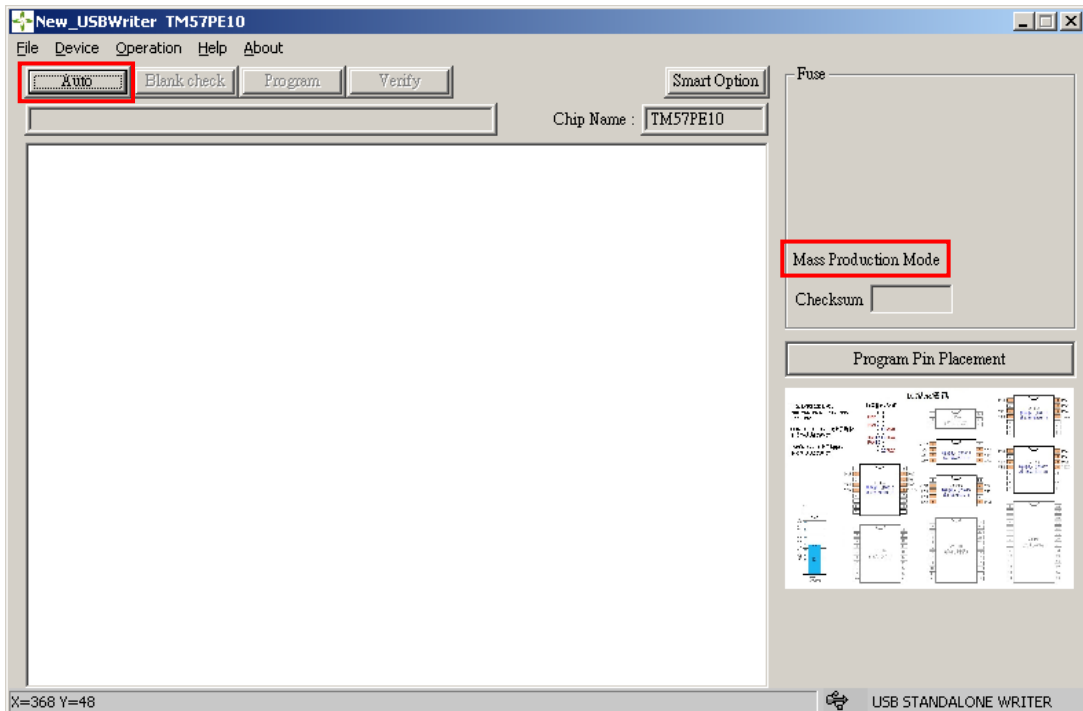 New_USBWriter TM57PE10
File Device Operation Help About
Auto Blank check Program Verify Smart Option
Chip Name : TM57PE10
Fuse
Mass Production Mode
Checksum
Program Pin Placement
X=368 Y=48 USB STANDALONE WRITER